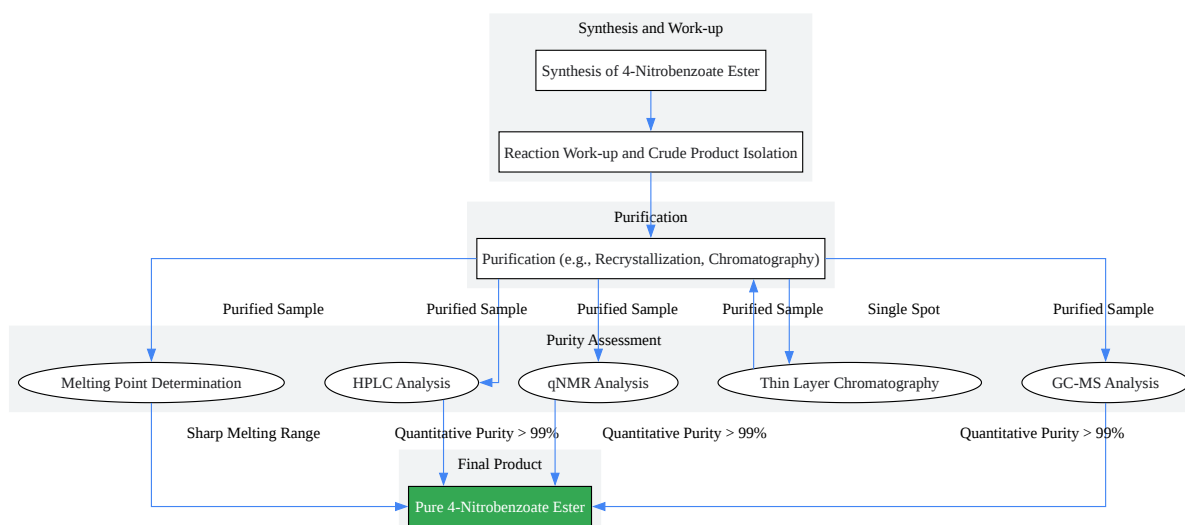 Synthesis and Work-up
Synthesis of 4-Nitrobenzoate Ester
Reaction Work-up and Crude Product Isolation
Purification
Purification (e.g., Recrystallization, Chromatography)
Purified Sample
Purified Sample
Purified Sample
Purified Sample
Single Spot
Purified Sample
Purity Assessment
Melting Point Determination
HPLC Analysis
qNMR Analysis
Thin Layer Chromatography
GC-MS Analysis
Sharp Melting Range
Quantitative Purity > 99%
Quantitative Purity > 99%
Quantitative Purity > 99%
Final Product
Pure 4-Nitrobenzoate Ester